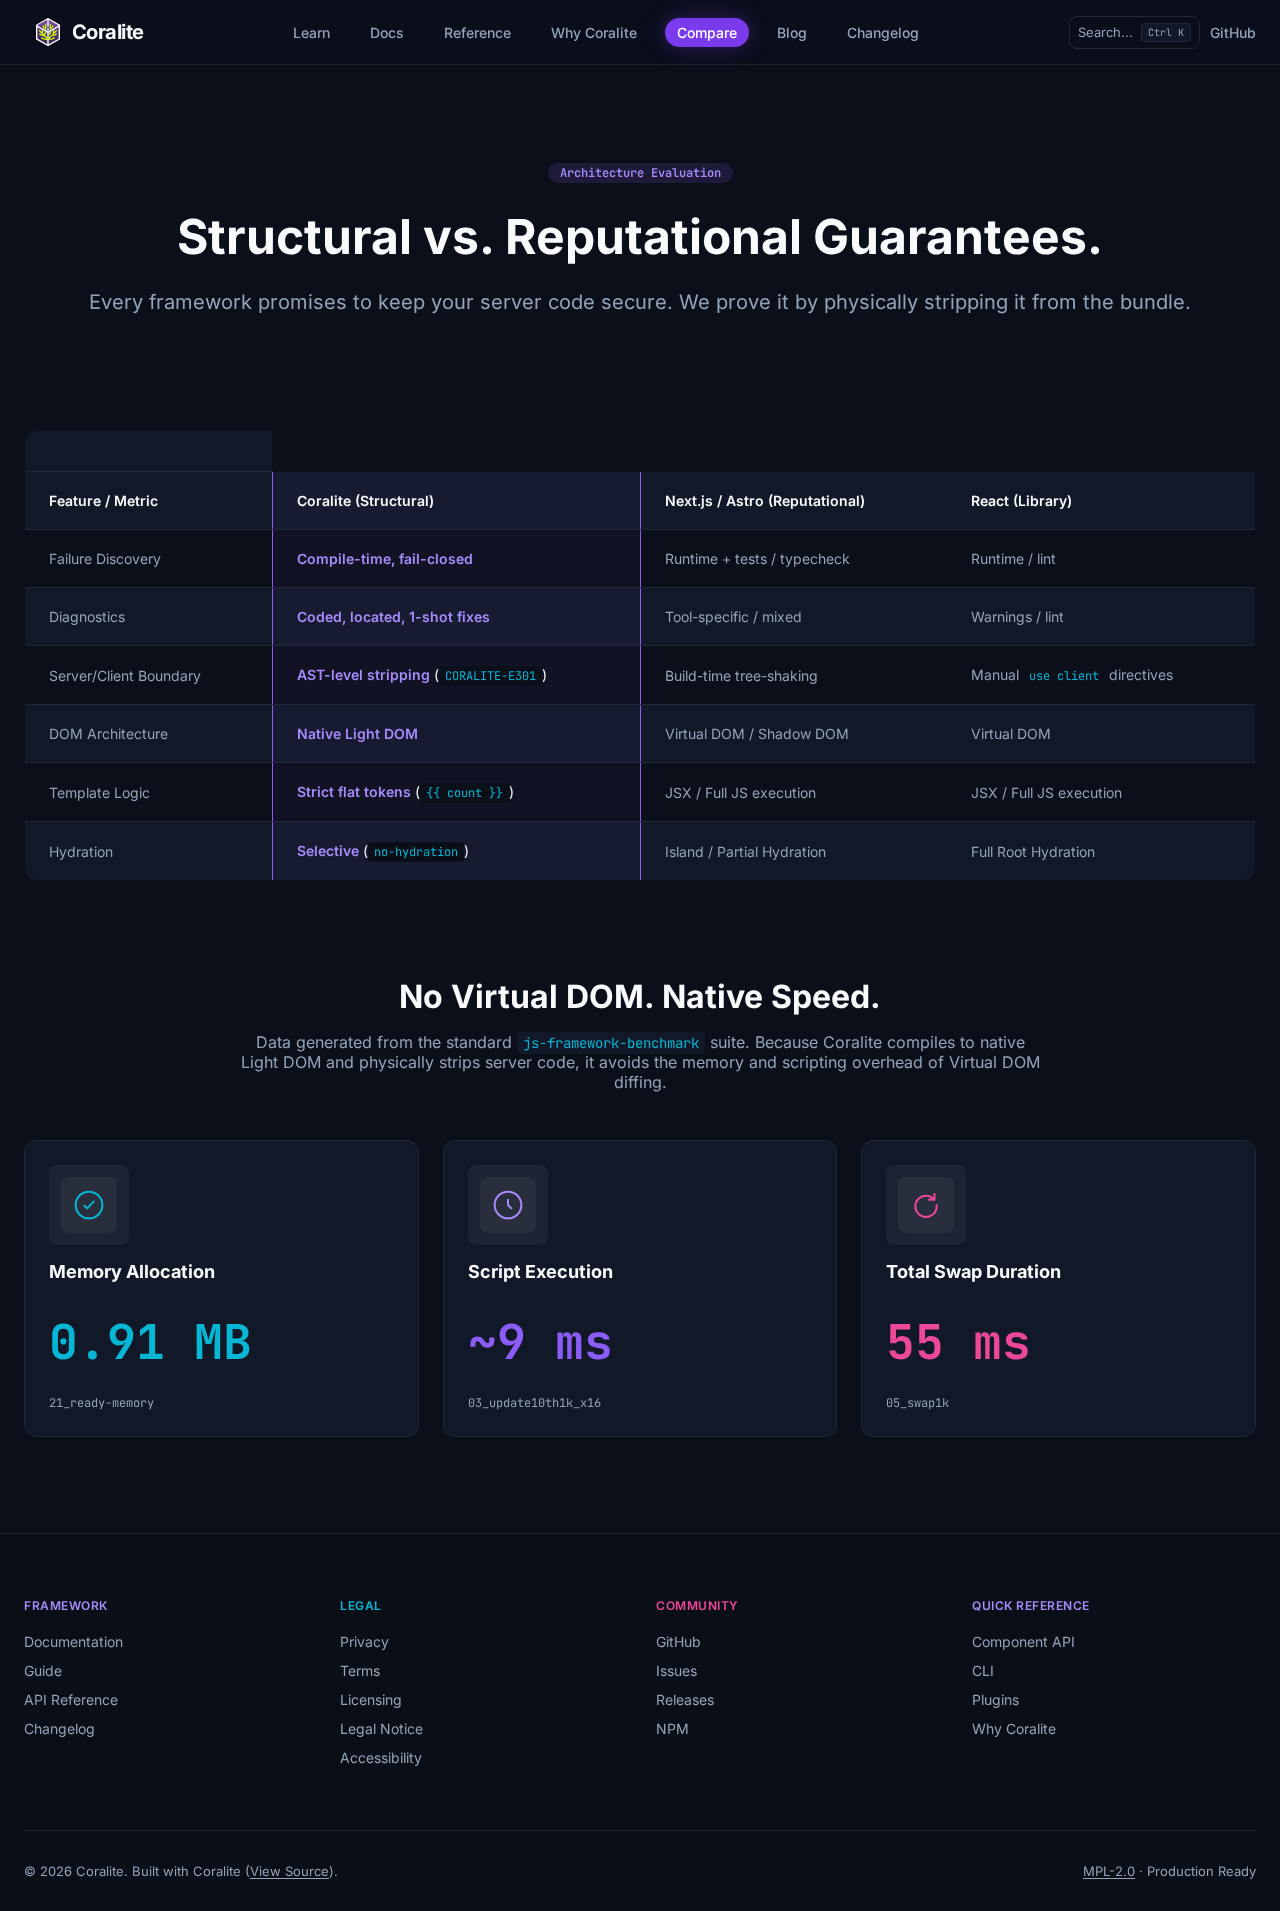 Coralite
Learn Docs Reference Why Coralite Compare Blog Changelog
Search... Ctrl K GitHub
Architecture Evaluation
Structural vs. Reputational Guarantees.
Every framework promises to keep your server code secure. We prove it by physically stripping it from the bundle.
Feature / Metric Coralite (Structural) Next.js / Astro (Reputational) React (Library)
Failure Discovery Compile-time, fail-closed Runtime + tests / typecheck Runtime / lint
Diagnostics Coded, located, 1-shot fixes Tool-specific / mixed Warnings / lint
Server/Client Boundary AST-level stripping ( CORALITE-E301 ) Build-time tree-shaking Manual use client directives
DOM Architecture Native Light DOM Virtual DOM / Shadow DOM Virtual DOM
Template Logic Strict flat tokens ( {{ count }} ) JSX / Full JS execution JSX / Full JS execution
Hydration Selective ( no-hydration ) Island / Partial Hydration Full Root Hydration
No Virtual DOM. Native Speed.
Data generated from the standard js-framework-benchmark suite. Because Coralite compiles to native
Light DOM and physically strips server code, it avoids the memory and scripting overhead of Virtual DOM
diffing.
Memory Allocation
0.91 MB
21_ready-memory
Script Execution
~9 ms
03_update10th1k_x16
Total Swap Duration
55 ms
05_swap1k
FRAMEWORK
Documentation
Guide
API Reference
Changelog
LEGAL
Privacy
Terms
Licensing
Legal Notice
Accessibility
COMMUNITY
GitHub
Issues
Releases
NPM
QUICK REFERENCE
Component API
CLI
Plugins
Why Coralite
© 2026 Coralite. Built with Coralite (View Source).
MPL-2.0 · Production Ready